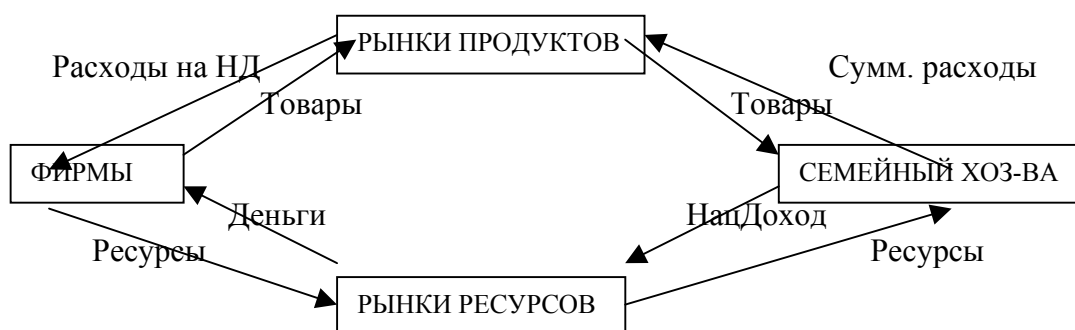 РЫНКИ ПРОДУКТОВ
Расходы на НД
Сумм. расходы
Товары
Товары
ФИРМЫ
СЕМЕЙНЫЙ ХОЗ-ВА
Деньги
НацДоход
Ресурсы
Ресурсы
РЫНКИ РЕСУРСОВ